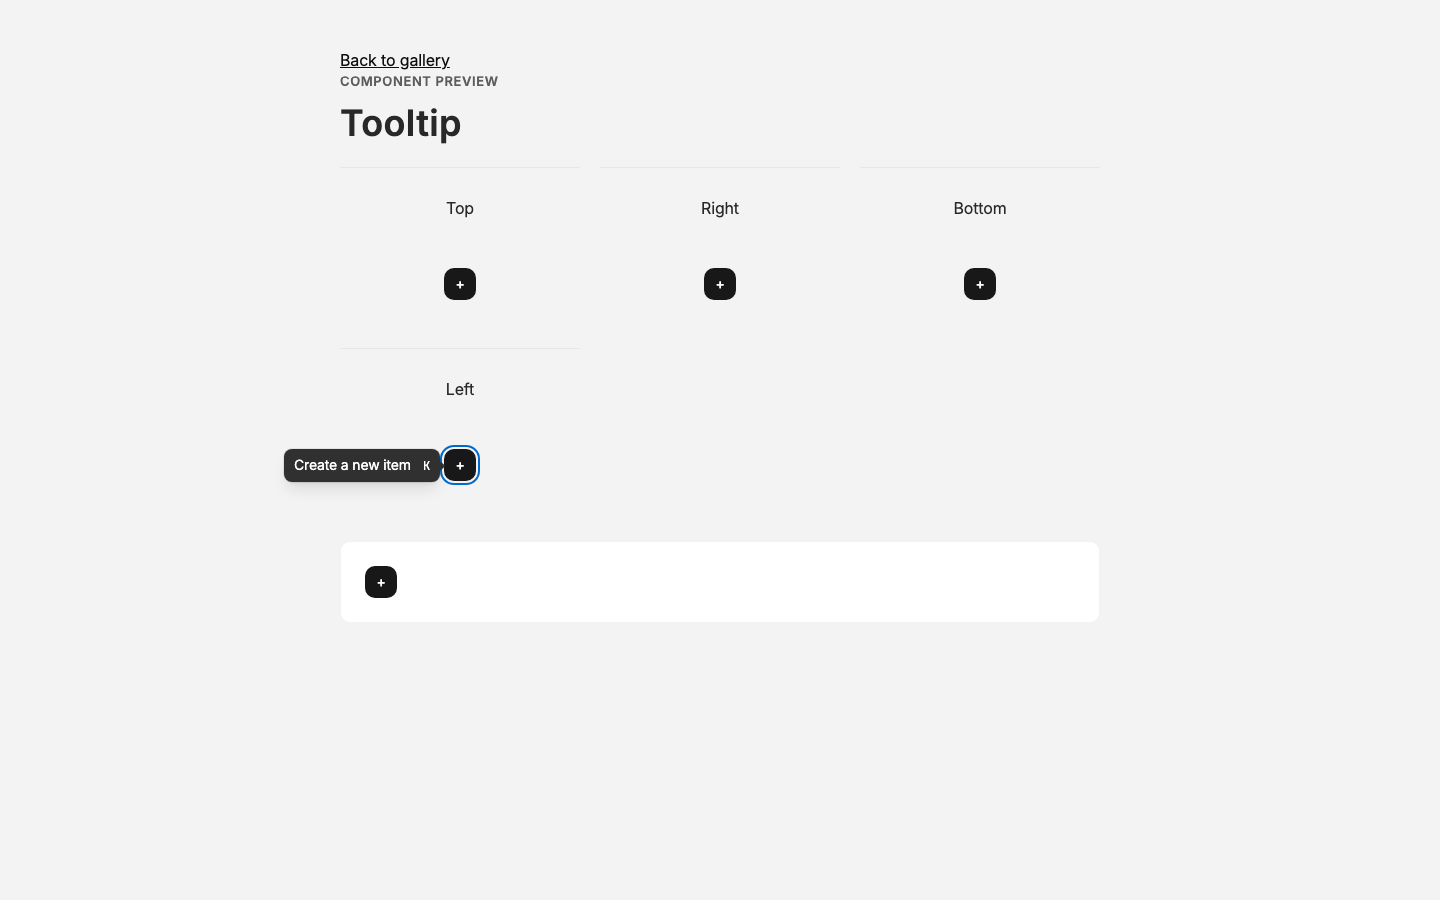 Back to gallery
COMPONENT PREVIEW
Tooltip
Top
Right
Bottom
+
+
+
Left
Create a new item K
+
+